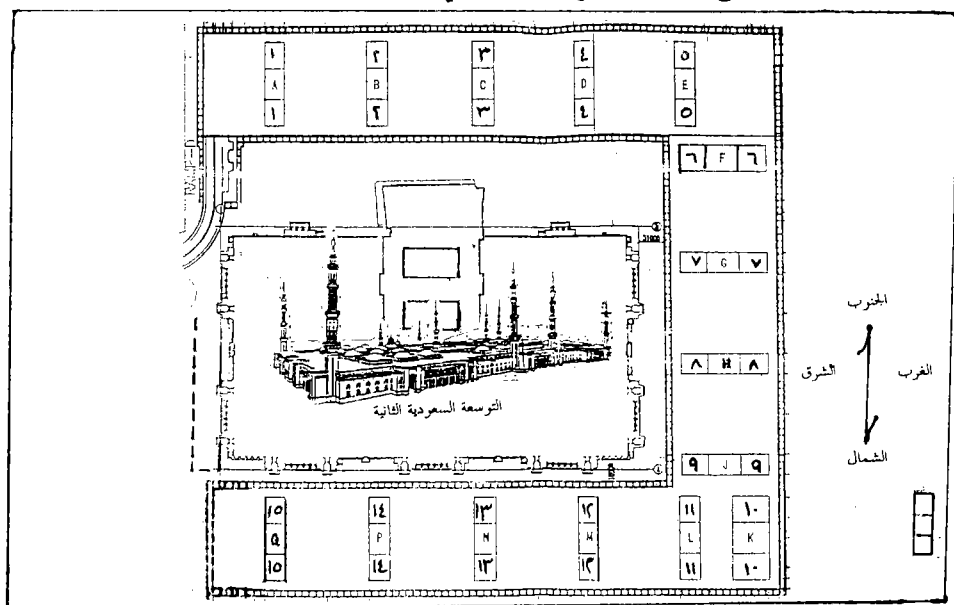 ١ ٢ ٣ ٤ ٥
A B C D E
١ ٢ ٣ ٤ ٥
٦ F ٦
٧ G ٧
الجنوب
٨ H ٨
الشرق
الغرب
التوسعة السعودية الثانية
الشمال
٩ J ٩
١٥ ١٤ ١٣ ١٢ ١١ ١٠
Q P N M L K
١٥ ١٤ ١٣ ١٢ ١١ ١٠